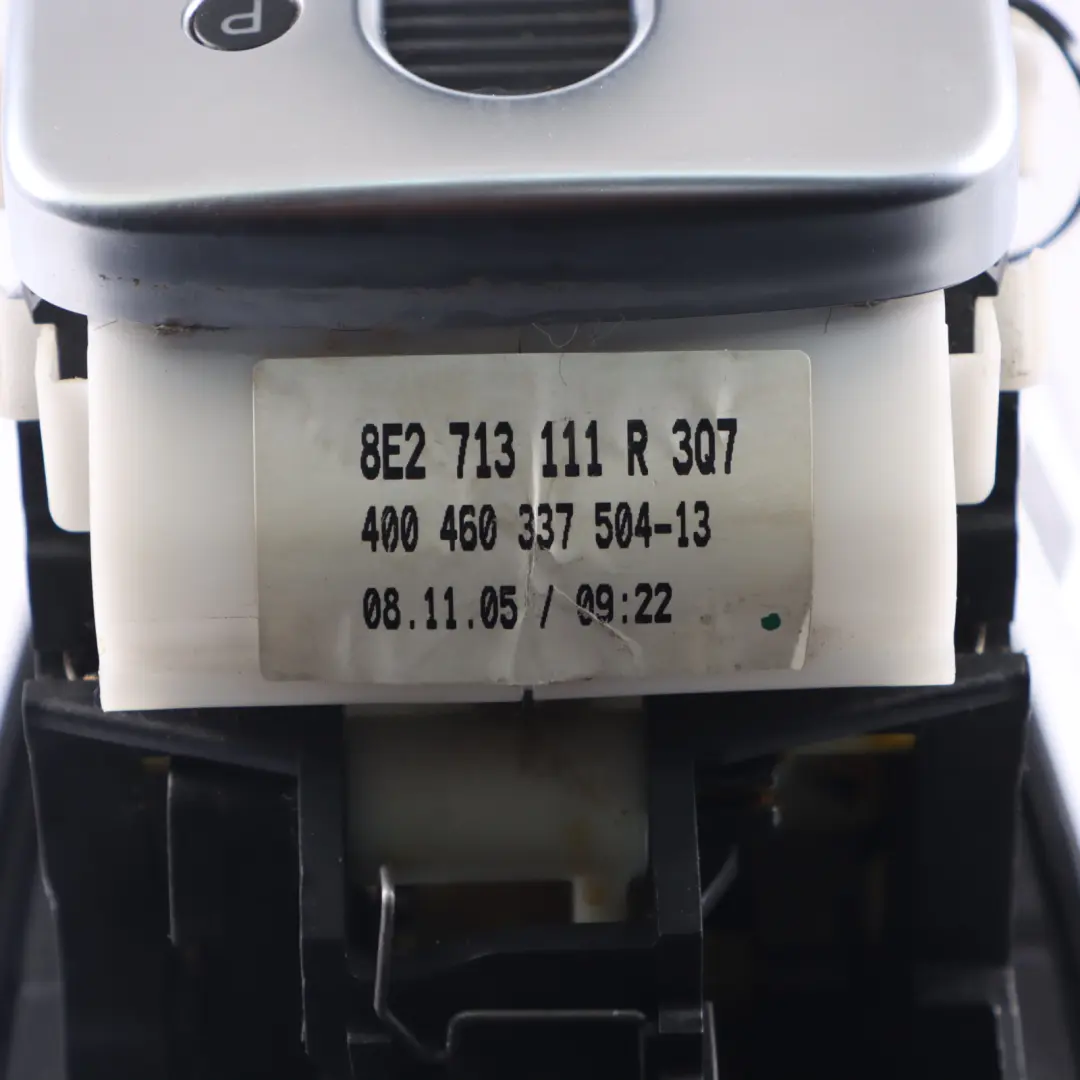 P
8E2 713 111 R 3Q7
400 460 337 504-13
08.11.05 / 09:22